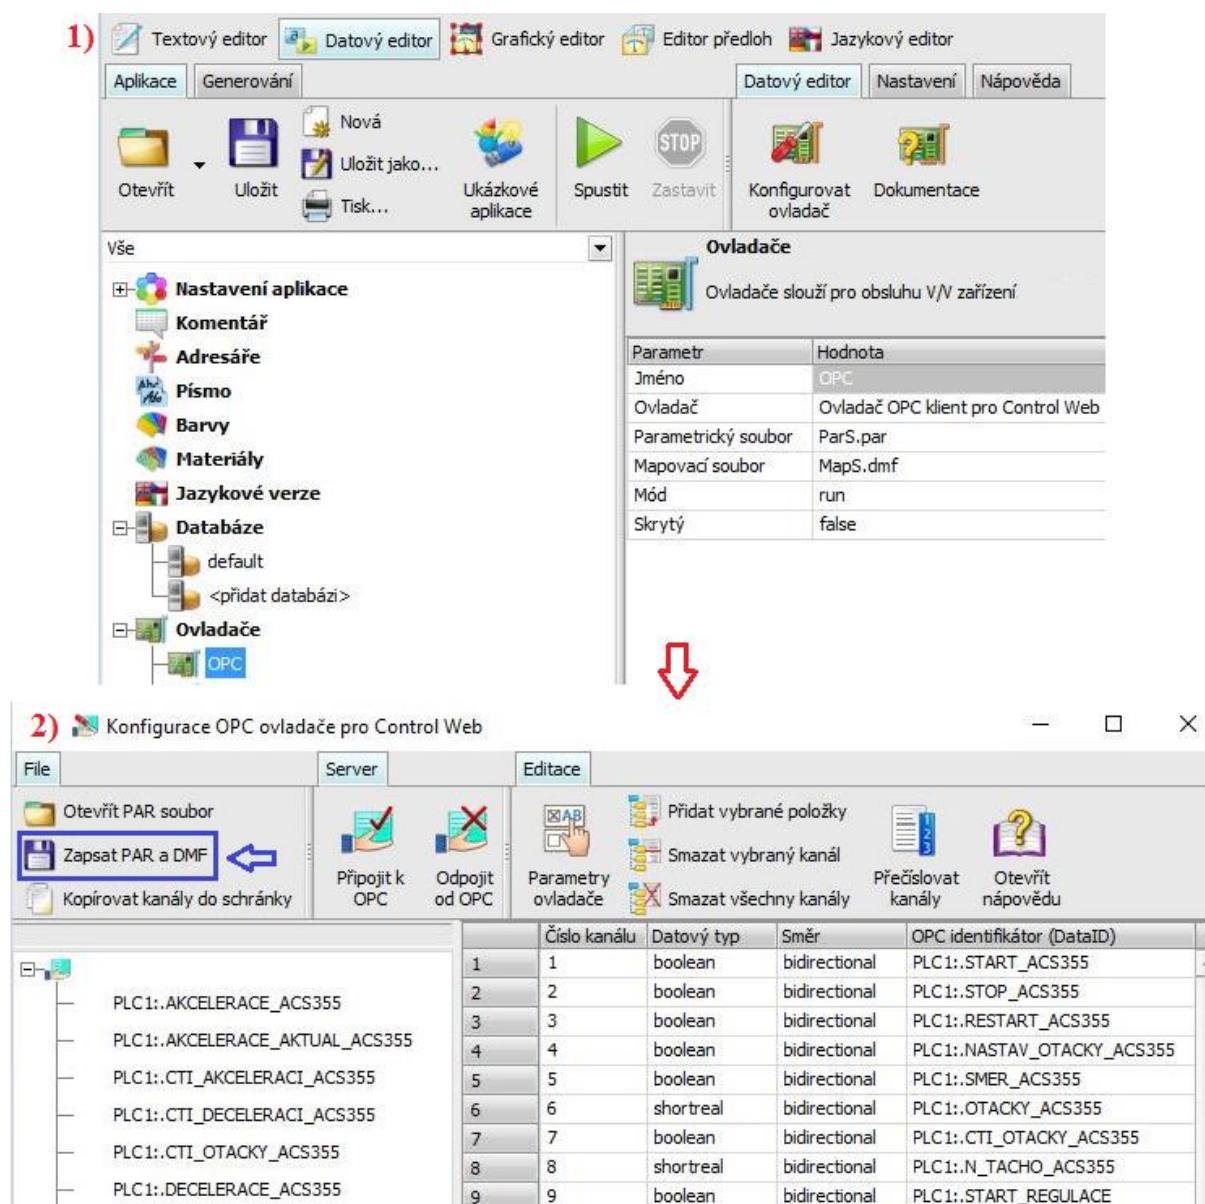 1) Textový editor Datový editor Grafický editor Editor předloh Jazykový editor
Aplikace Generování Datový editor Nastavení Nápověda
Otevřít Uložit Nová
Uložit jako...
Tisk...
Ukázkové
aplikace
Spustit
STOP
Zastavit
Konfigurovat
ovladač
Dokumentace
Vše
Nastavení aplikace
Komentář
Adresáře
Písmo
Barvy
Materiály
Jazykové verze
Databáze
default
<přidat databázi>
Ovladače
OPC
Ovladače
Ovladače slouží pro obsluhu V/V zařízení
Parametr Hodnota
Jméno OPC
Ovladač Ovladač OPC klient pro Control Web
Parametrický soubor ParS.par
Mapovací soubor MapS.dmf
Mód run
Skrytý false
2) Konfigurace OPC ovladače pro Control Web
File Server Editace
Otevřít PAR soubor
Zapsat PAR a DMF
Kopírovat kanály do schránky
Připojit k
OPC
Odpojit
od OPC
Parametry
ovladače
Přidat vybrané položky
Smazat vybraný kanál
Smazat všechny kanály
Přečíslovat
kanály
Otevřít
nápovědu
PLC1:.AKCELERACE_ACS355
PLC1:.AKCELERACE_AKTUAL_ACS355
PLC1:.CTI_AKCELERACI_ACS355
PLC1:.CTI_DECELERACI_ACS355
PLC1:.CTI_OTACKY_ACS355
PLC1:.DECELERACE_ACS355
Číslo kanálu Datový typ Směr OPC identifikátor (DataID)
1 1 boolean bidirectional PLC1:.START_ACS355
2 2 boolean bidirectional PLC1:.STOP_ACS355
3 3 boolean bidirectional PLC1:.RESTART_ACS355
4 4 boolean bidirectional PLC1:.NASTAV_OTACKY_ACS355
5 5 boolean bidirectional PLC1:.SMER_ACS355
6 6 shortreal bidirectional PLC1:.OTACKY_ACS355
7 7 boolean bidirectional PLC1:.CTI_OTACKY_ACS355
8 8 shortreal bidirectional PLC1:.N_TACHO_ACS355
9 9 boolean bidirectional PLC1:.START_REGULACE